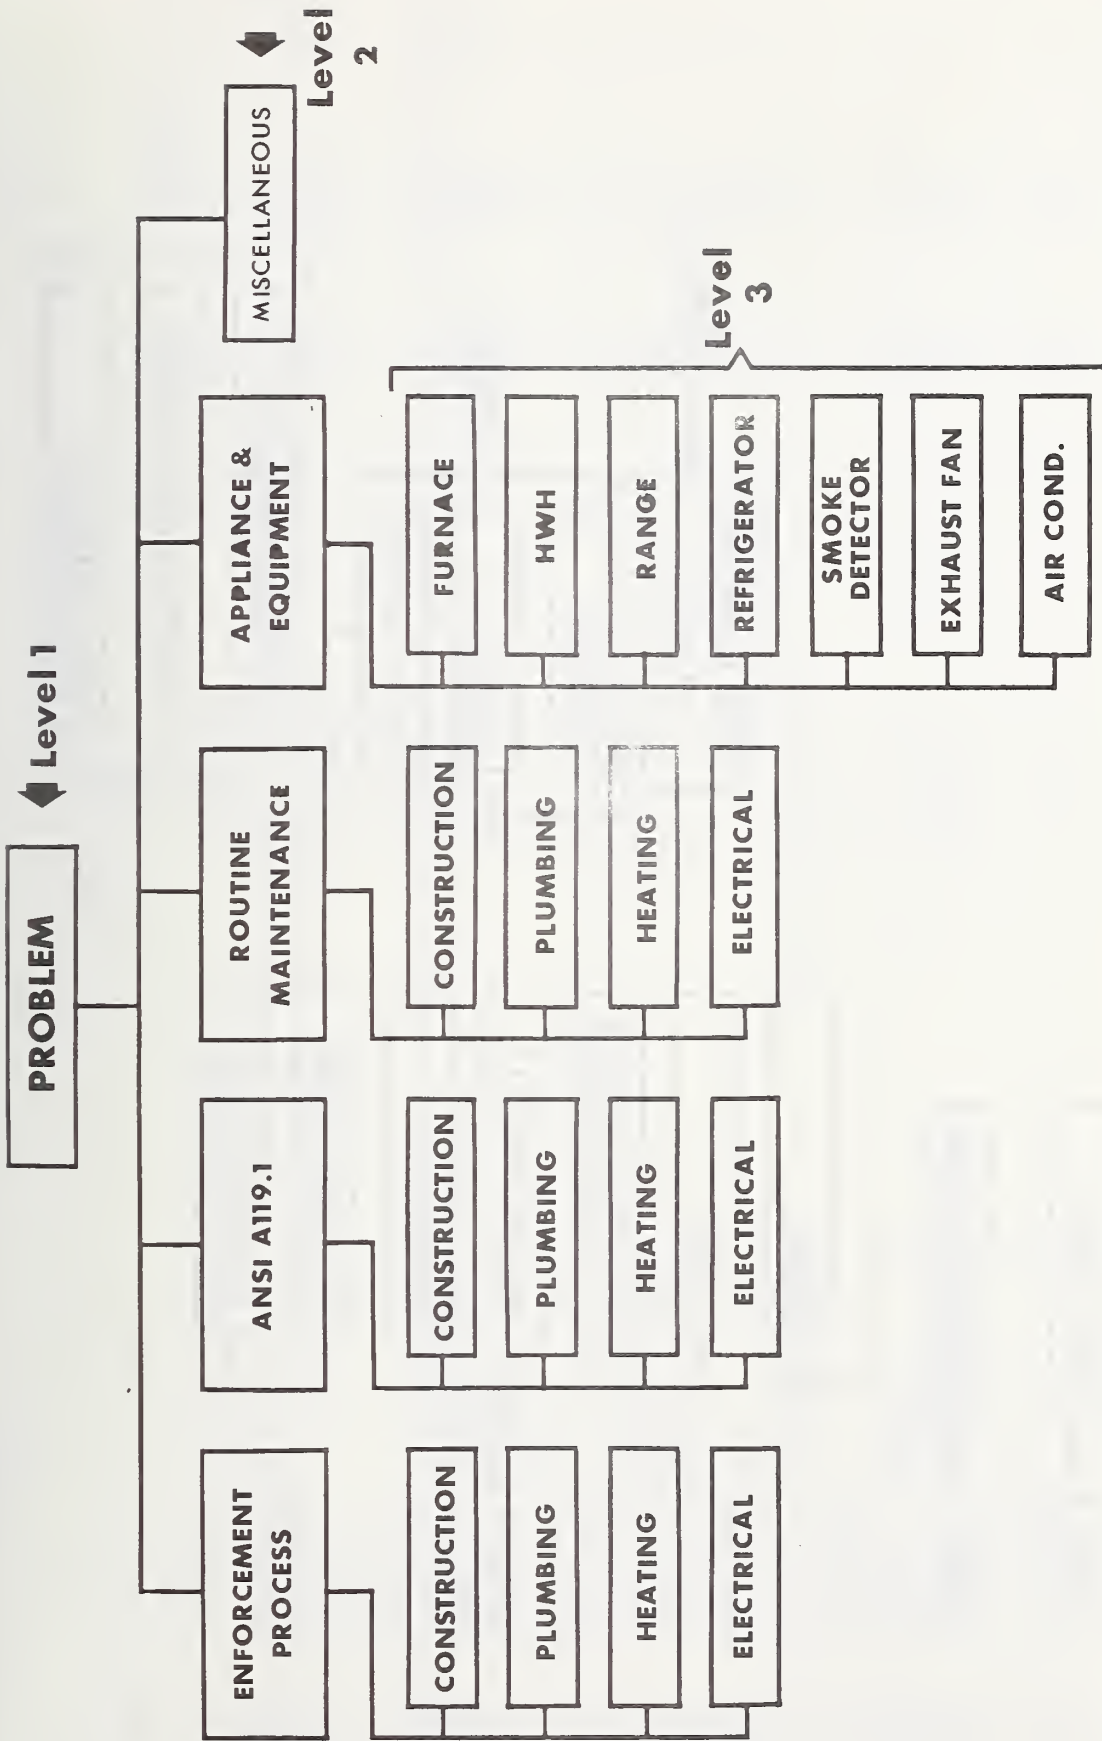 PROBLEM
Level 1
ENFORCEMENT
PROCESS
ANSI A119.1
ROUTINE
MAINTENANCE
APPLIANCE &
EQUIPMENT
MISCELLANEOUS
Level
2
CONSTRUCTION
PLUMBING
HEATING
ELECTRICAL
CONSTRUCTION
PLUMBING
HEATING
ELECTRICAL
CONSTRUCTION
PLUMBING
HEATING
ELECTRICAL
FURNACE
HWH
RANGE
REFRIGERATOR
SMOKE
DETECTOR
EXHAUST FAN
AIR COND.
Level
3